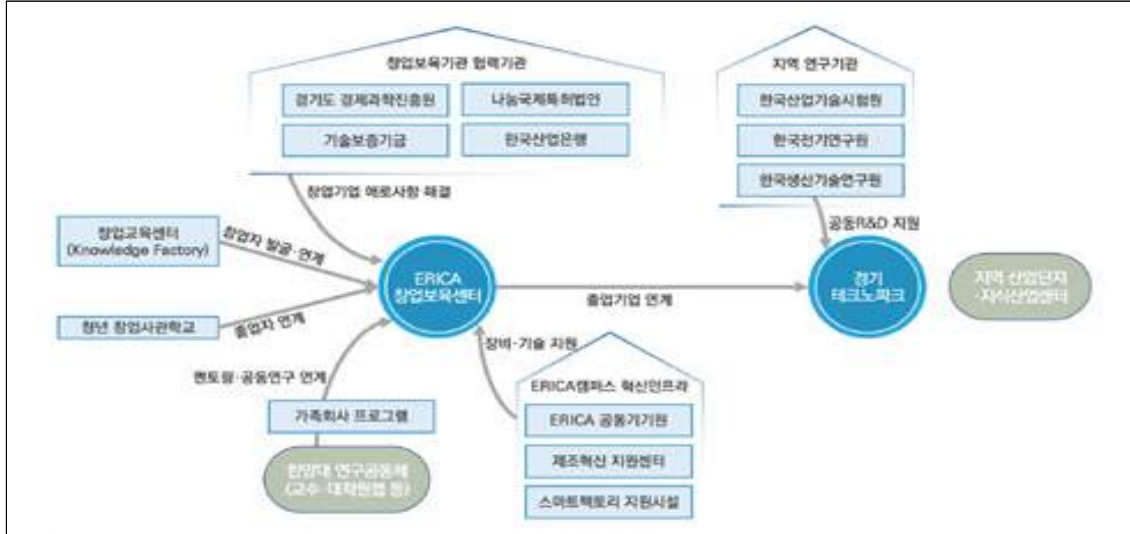 창업보육기관 협력기관
경기도 경제과학진흥원
나눔국제특허법인
기술보증기금
한국산업은행
창업기업 애로사항 해결
지역 연구기관
한국산업기술시험원
한국전기연구원
한국생산기술연구원
공동R&D 지원
창업교육센터
(Knowledge Factory)
창업자 발굴·연계
청년 창업사관학교
졸업자 연계
ERICA
창업보육센터
졸업기업 연계
경기
테크노파크
지역 산업단지
·지식산업센터
멘토링·공동연구 연계
가족회사 프로그램
한양대 연구공동체
(교수·대학원랩 등)
장비·기술 지원
ERICA캠퍼스 혁신인프라
ERICA 공동기기원
제조혁신 지원센터
스마트팩토리 지원시설